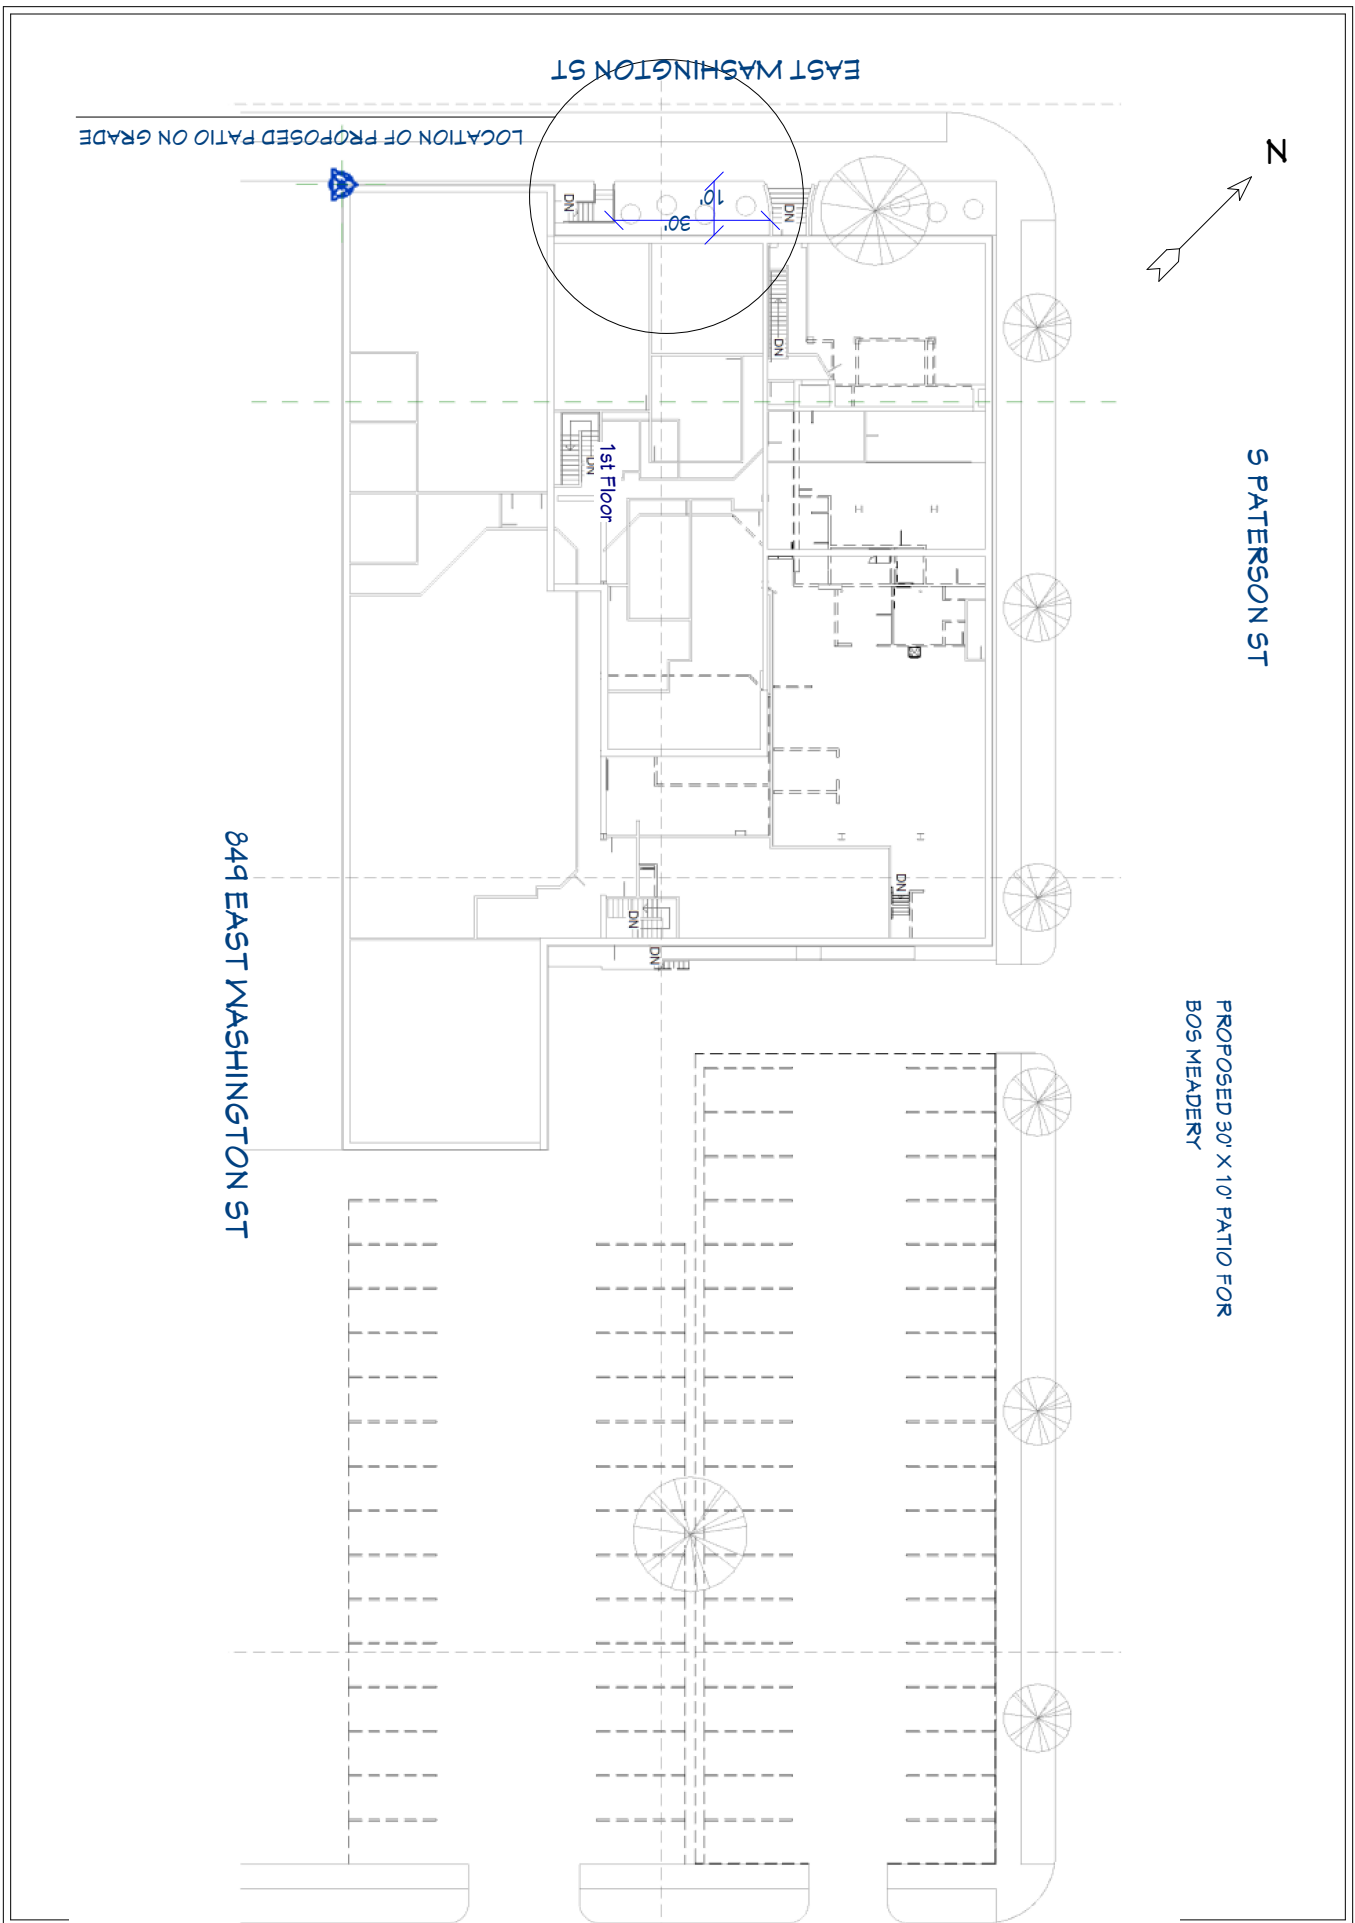 EAST WASHINGTON ST
LOCATION OF PROPOSED PATIO ON GRADE
N
DN
10'
30'
DN
DN
1st Floor
DN
S PATERSON ST
849 EAST WASHINGTON ST
DN
DN
DN
PROPOSED 30' X 10' PATIO FOR
BOS MEADERY